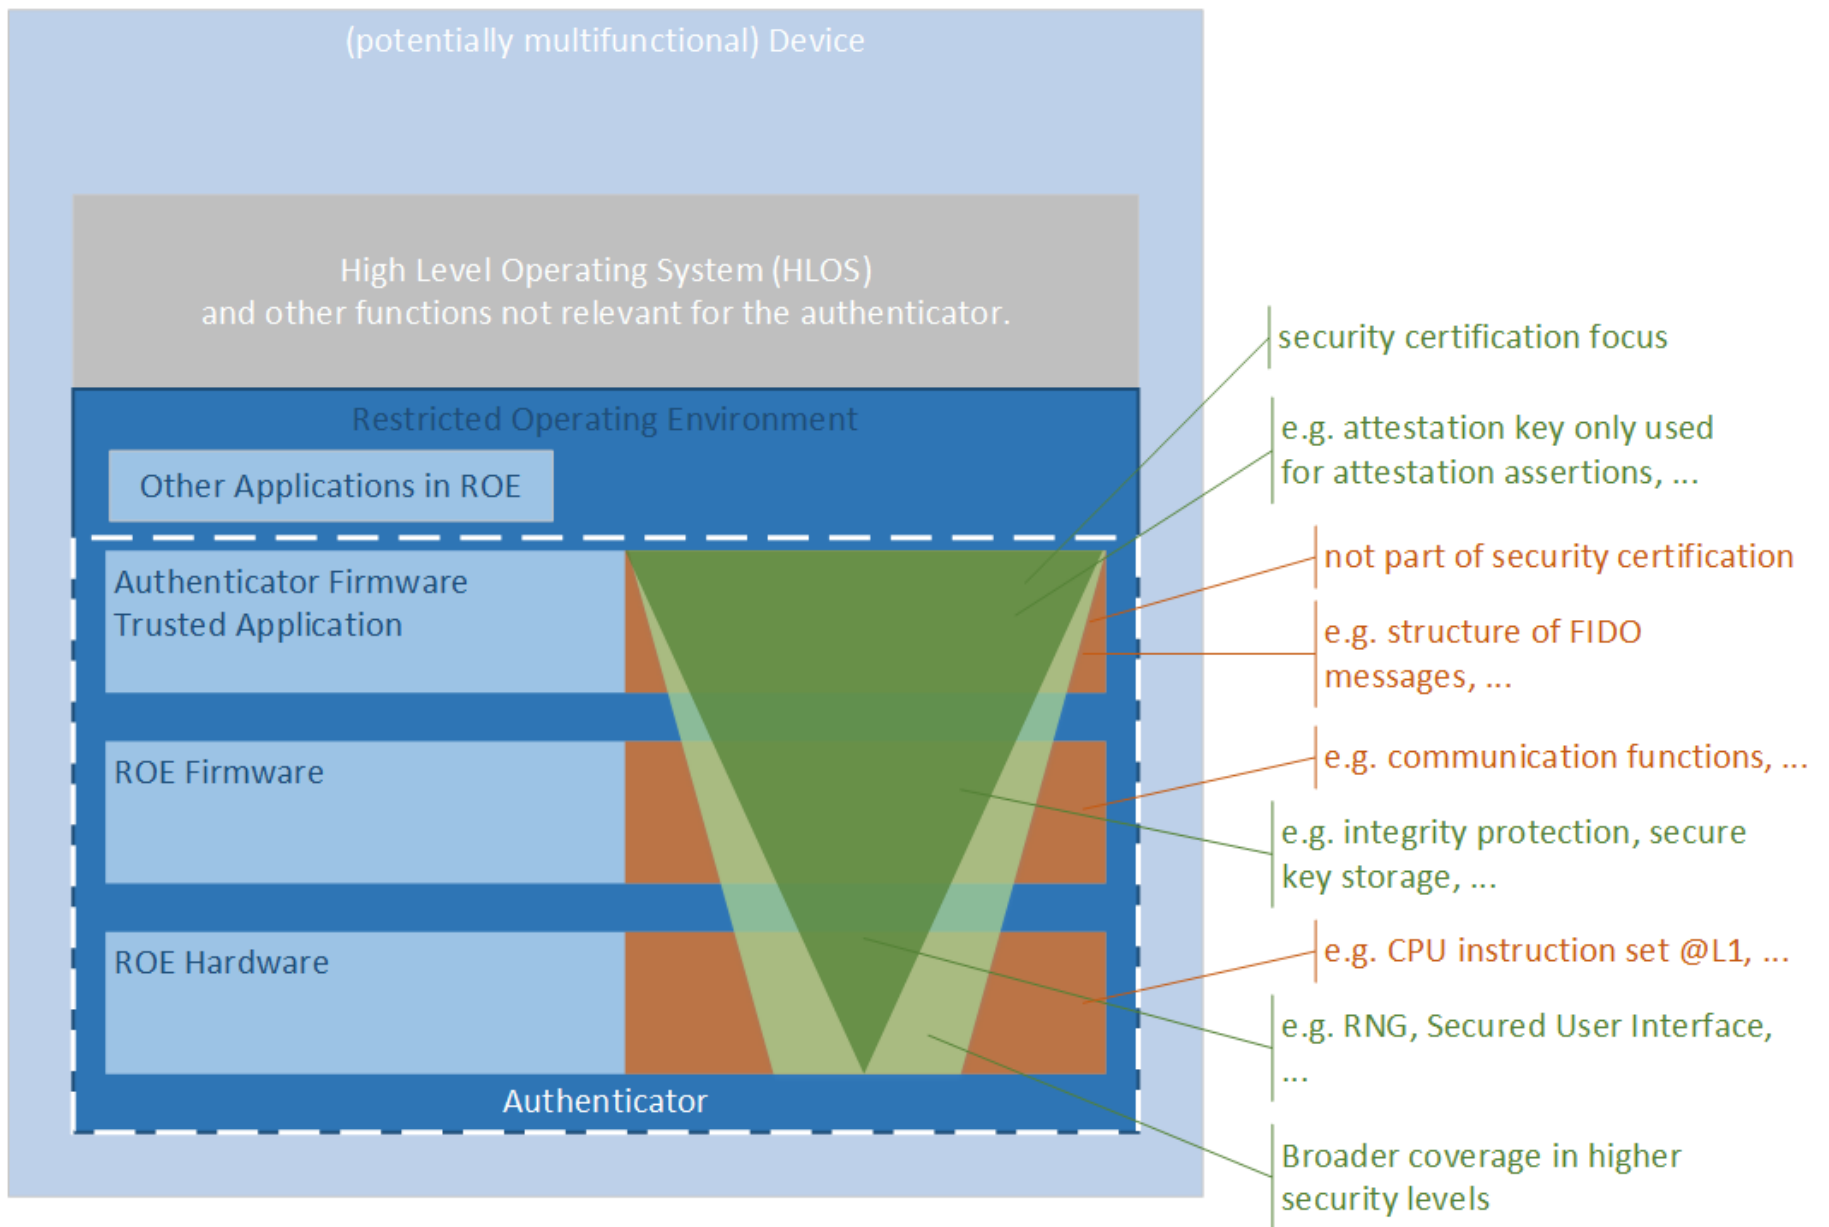 (potentially multifunctional) Device
High Level Operating System (HLOS)
and other functions not relevant for the authenticator.
Restricted Operating Environment
Other Applications in ROE
Authenticator Firmware
Trusted Application
ROE Firmware
ROE Hardware
Authenticator
security certification focus
e.g. attestation key only used
for attestation assertions, ...
not part of security certification
e.g. structure of FIDO
messages, ...
e.g. communication functions, ...
e.g. integrity protection, secure
key storage, ...
e.g. CPU instruction set @L1, ...
e.g. RNG, Secured User Interface,
...
Broader coverage in higher
security levels